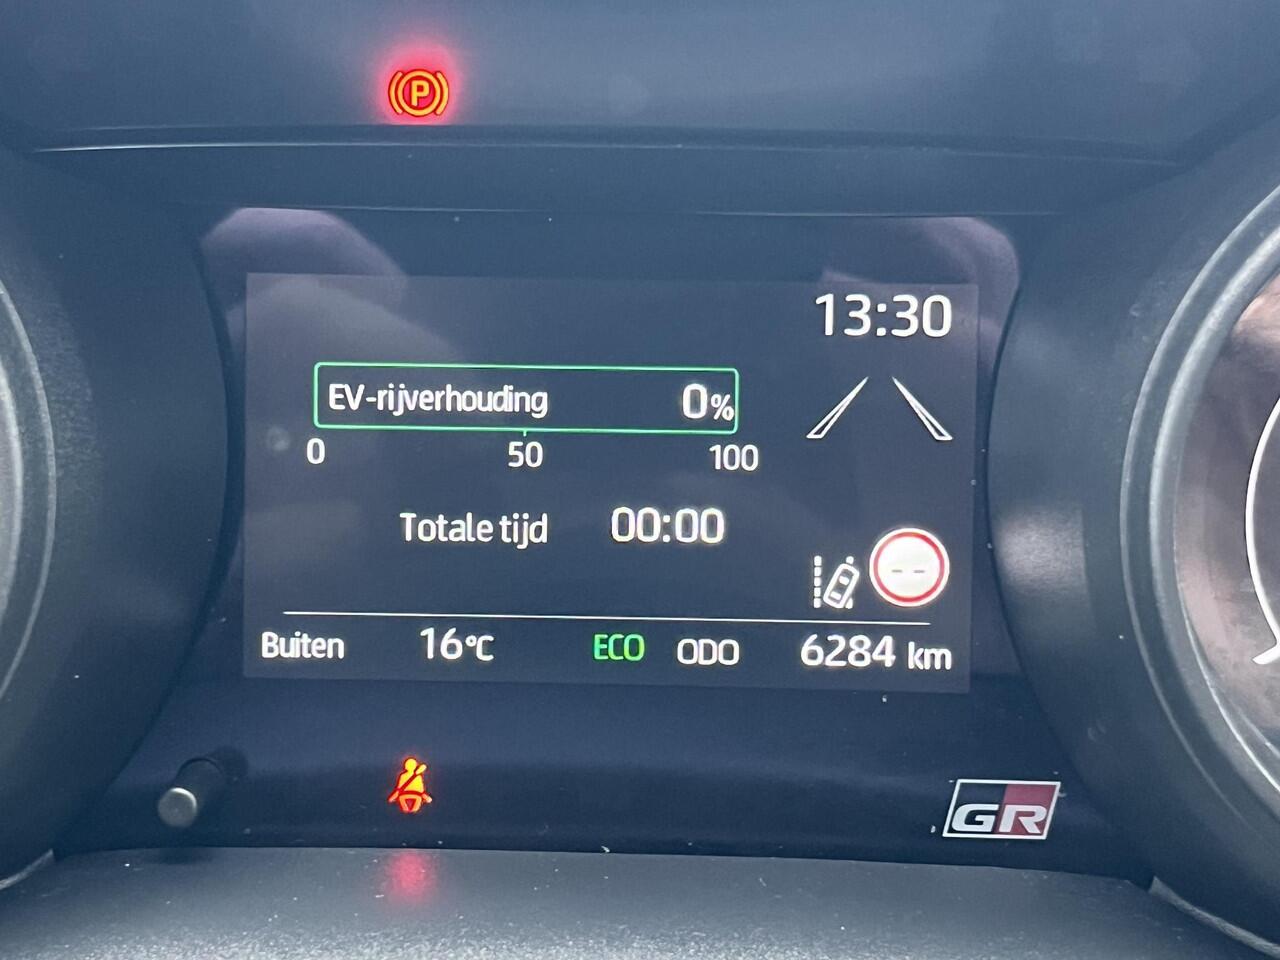 P
13:30
EV-rijverhouding 0%
0 50 100
Totale tijd 00:00
--
Buiten 16°C ECO ODO 6284 km
GR